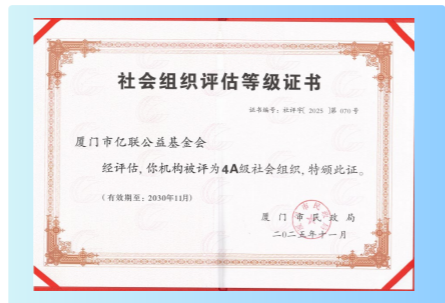 社会组织评估等级证书
证书编号：社评字[ 2025 ]第 070 号
厦门市亿联公益基金会
经评估，你机构被评为4A级社会组织，特颁此证。
（有效期至：2030年11月）
厦门市民政局
二〇二五年十一月